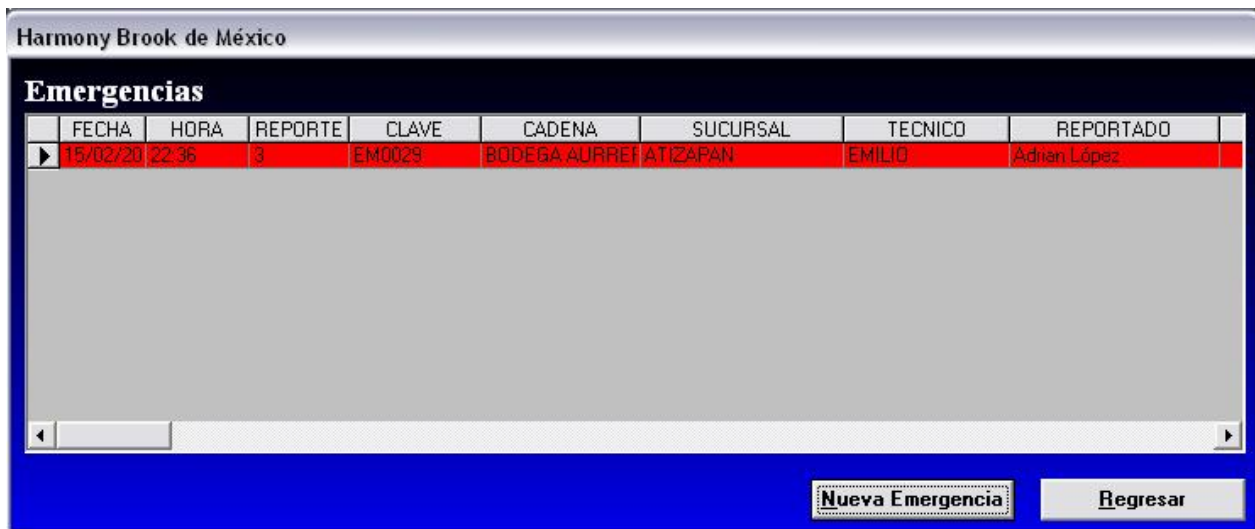 Harmony Brook de México
Emergencias
FECHA HORA REPORTE CLAVE CADENA SUCURSAL TECNICO REPORTADO
15/02/20 22:36 3 EM0029 BODEGA AURRER ATIZAPAN EMILIO Adrian López
Nueva Emergencia Regresar